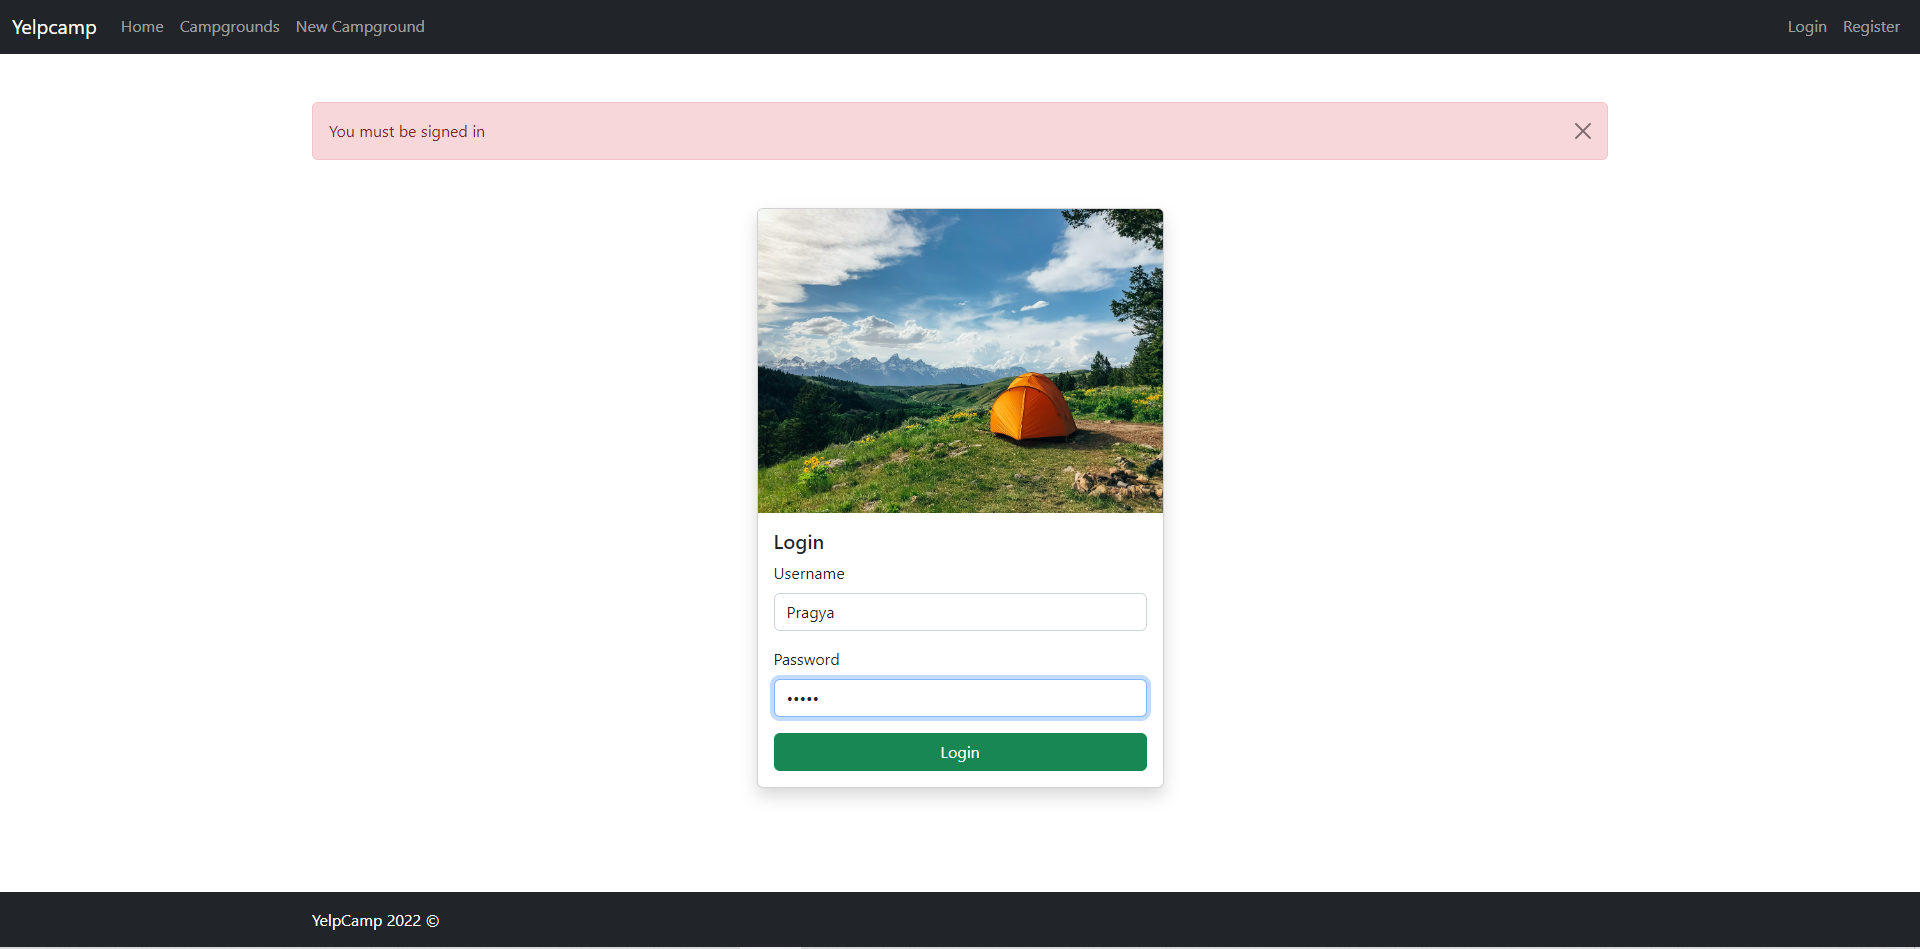 Yelpcamp Home Campgrounds New Campground Login Register
You must be signed in
Login
Username
Pragya
Password
•••••
Login
YelpCamp 2022 ©